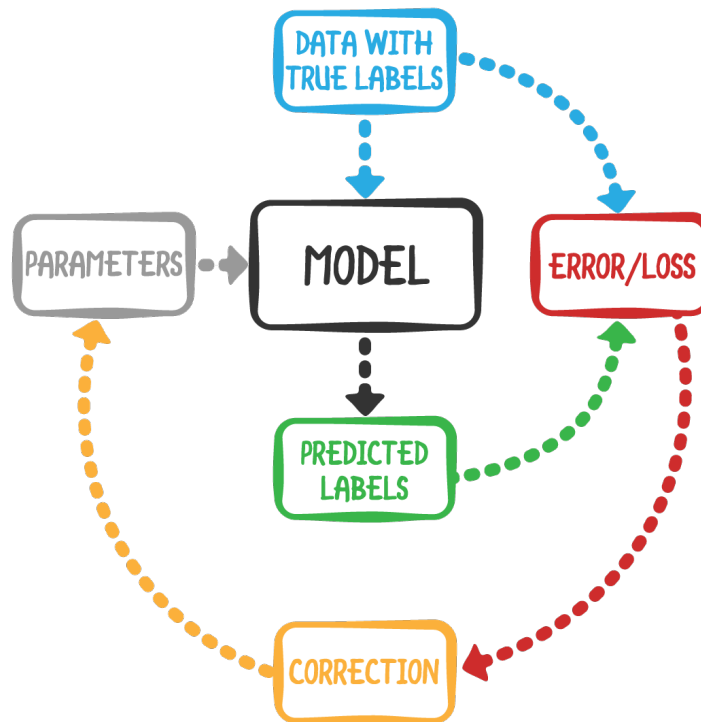 DATA WITH
TRUE LABELS
PARAMETERS
MODEL
ERROR/LOSS
PREDICTED
LABELS
CORRECTION